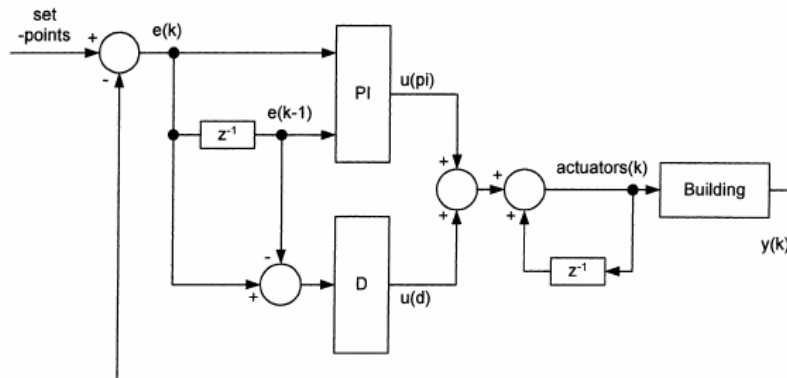 set
-points
+
-
e(k)
PI
u(pi)
e(k-1)
z⁻¹
+
+
+
+
actuators(k)
Building
y(k)
z⁻¹
-
+
D
u(d)